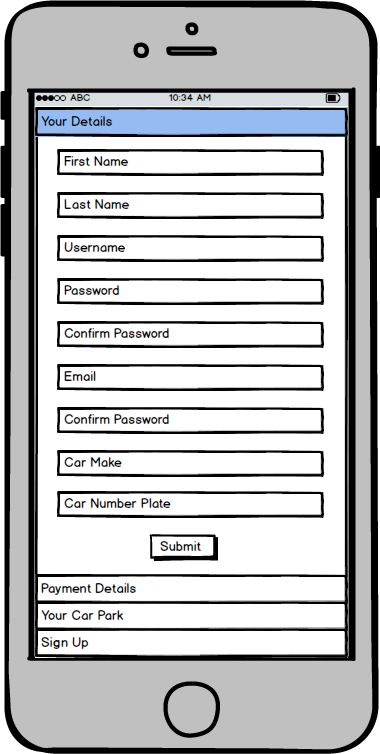 ABC 10:34 AM
Your Details
First Name
Last Name
Username
Password
Confirm Password
Email
Confirm Password
Car Make
Car Number Plate
Submit
Payment Details
Your Car Park
Sign Up